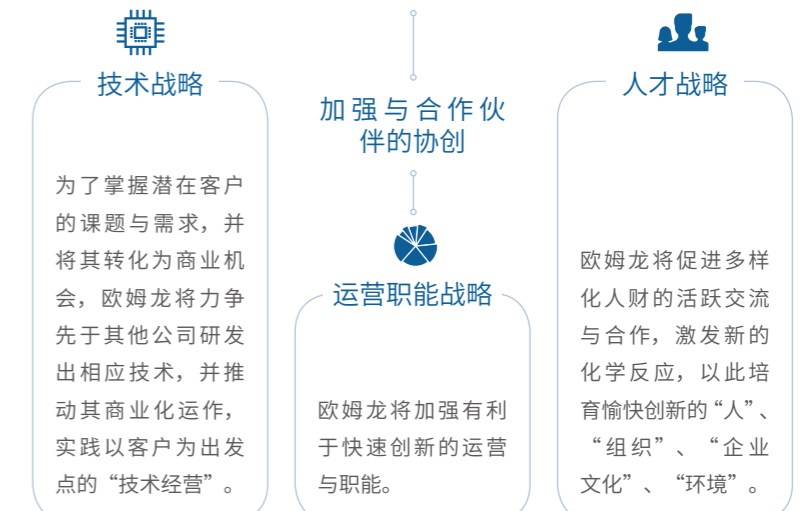 技术战略
为了掌握潜在客户
的课题与需求，并
将其转化为商业机
会，欧姆龙将力争
先于其他公司研发
出相应技术，并推
动其商业化运作，
实践以客户为出发
点的“技术经营”。
加强与合作伙
伴的协创
运营职能战略
欧姆龙将加强有利
于快速创新的运营
与职能。
人才战略
欧姆龙将促进多样
化人财的活跃交流
与合作，激发新的
化学反应，以此培
育愉快创新的“人”、
“组织”、“企业
文化”、“环境”。